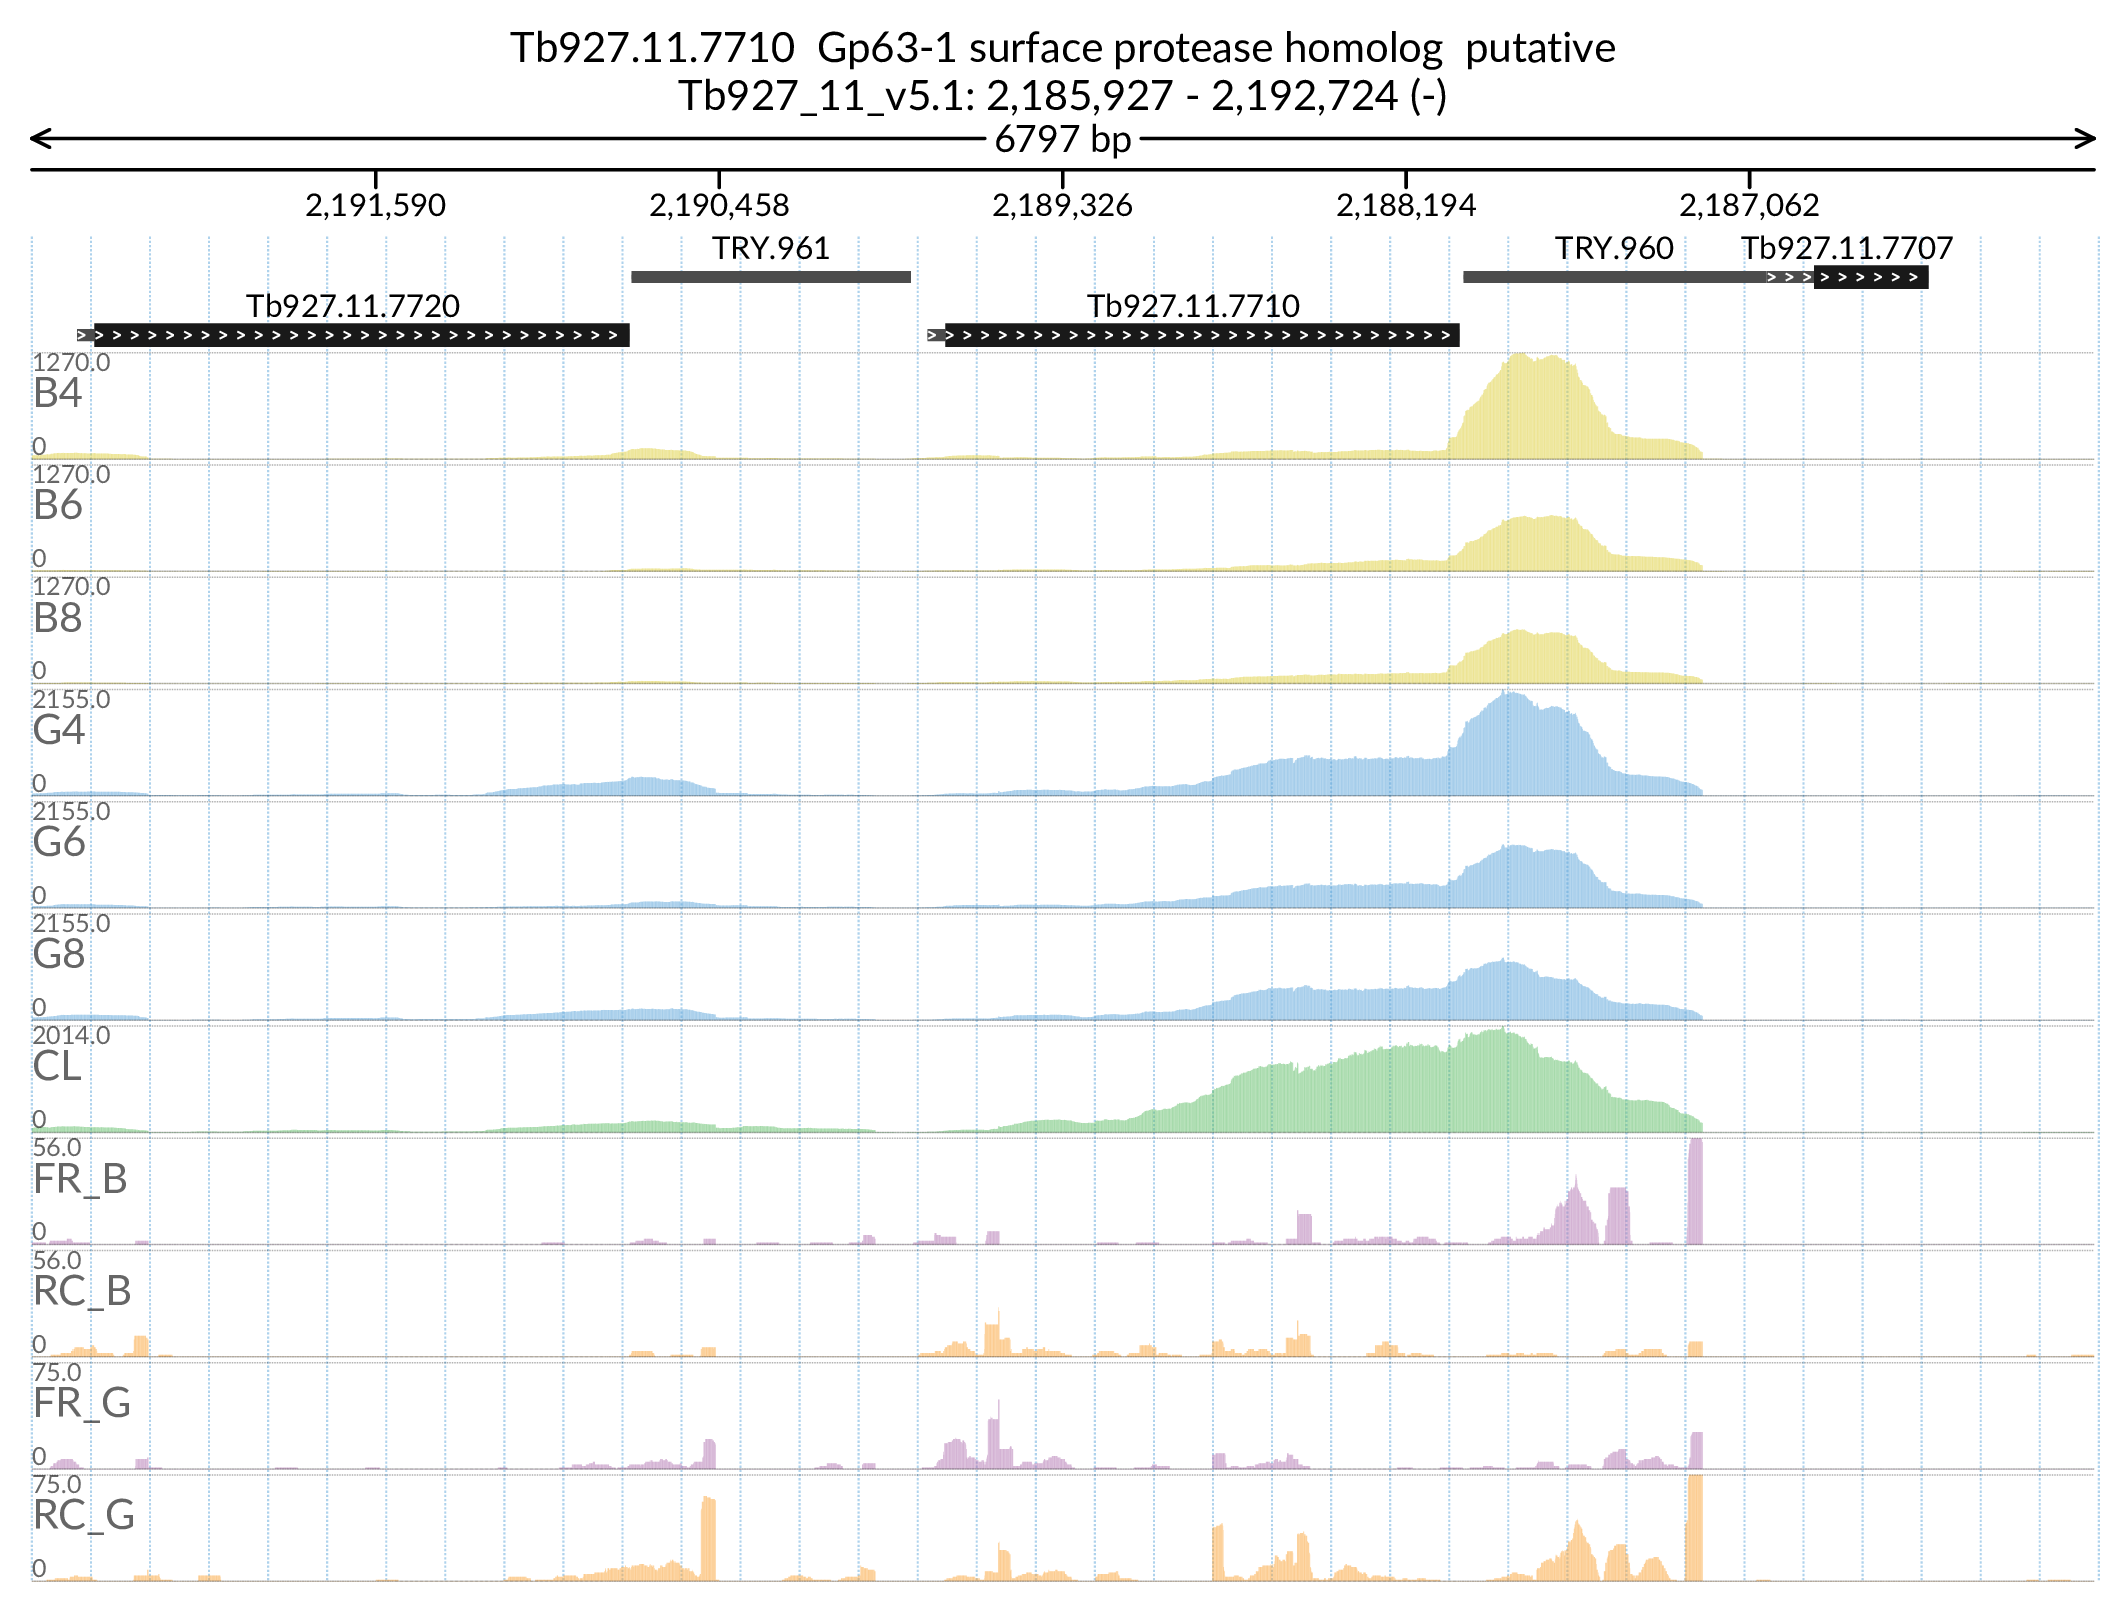 Tb927.11.7710 Gp63-1 surface protease homolog putative
Tb927_11_v5.1: 2,185,927 - 2,192,724 (-)
6797 bp
2,191,590 2,190,458 2,189,326 2,188,194 2,187,062
TRY.961 TRY.960 Tb927.11.7707
Tb927.11.7720 Tb927.11.7710
1270.0
B4
0
1270.0
B6
0
1270.0
B8
0
2155.0
G4
0
2155.0
G6
0
2155.0
G8
0
2014.0
CL
0
56.0
FR_B
0
56.0
RC_B
0
75.0
FR_G
0
75.0
RC_G
0